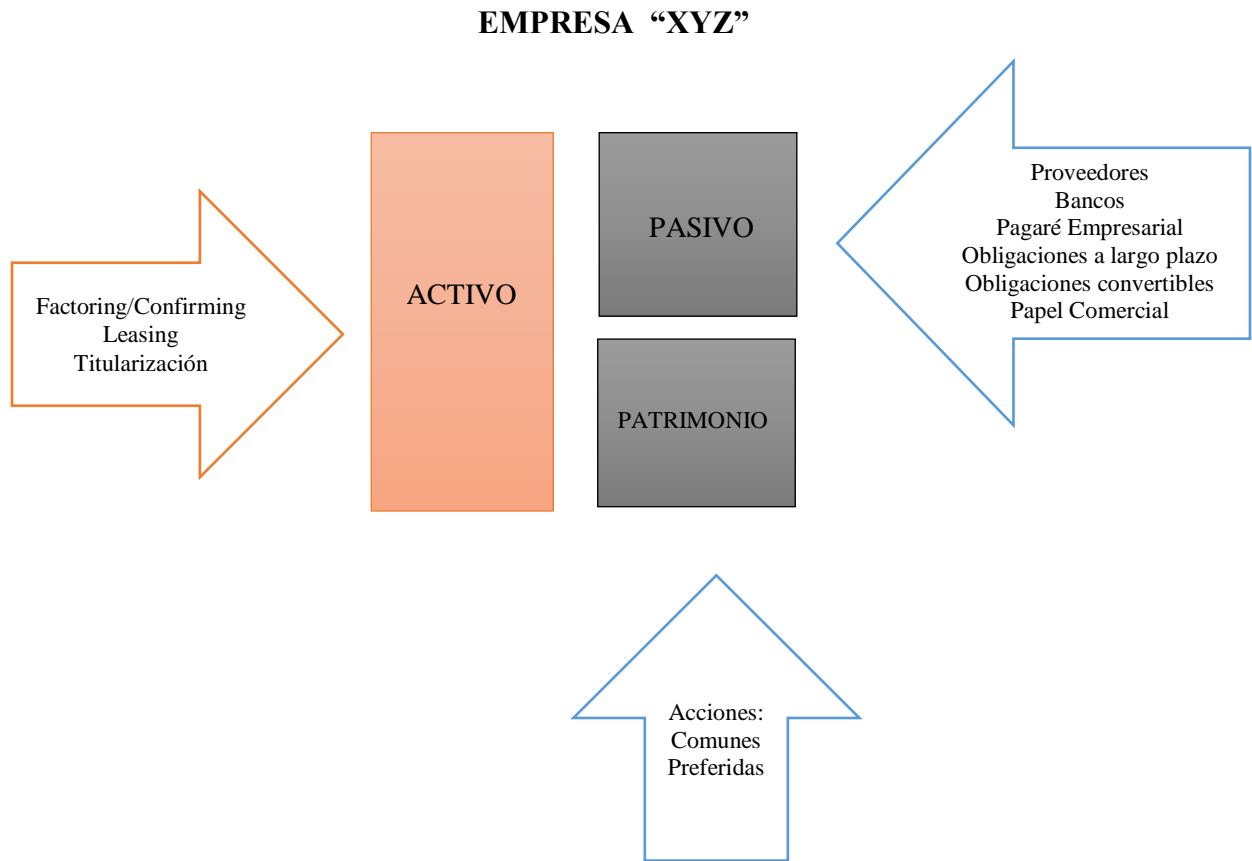 EMPRESA “XYZ”
Factoring/Confirming
Leasing
Titularización
ACTIVO
PASIVO
PATRIMONIO
Proveedores
Bancos
Pagaré Empresarial
Obligaciones a largo plazo
Obligaciones convertibles
Papel Comercial
Acciones:
Comunes
Preferidas